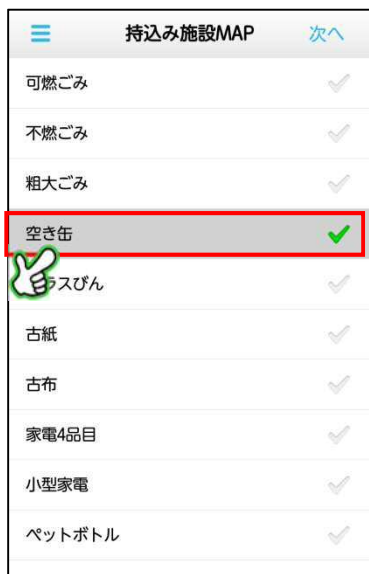 持込み施設MAP 次へ
可燃ごみ
不燃ごみ
粗大ごみ
空き缶
ラスびん
古紙
古布
家電4品目
小型家電
ペットボトル